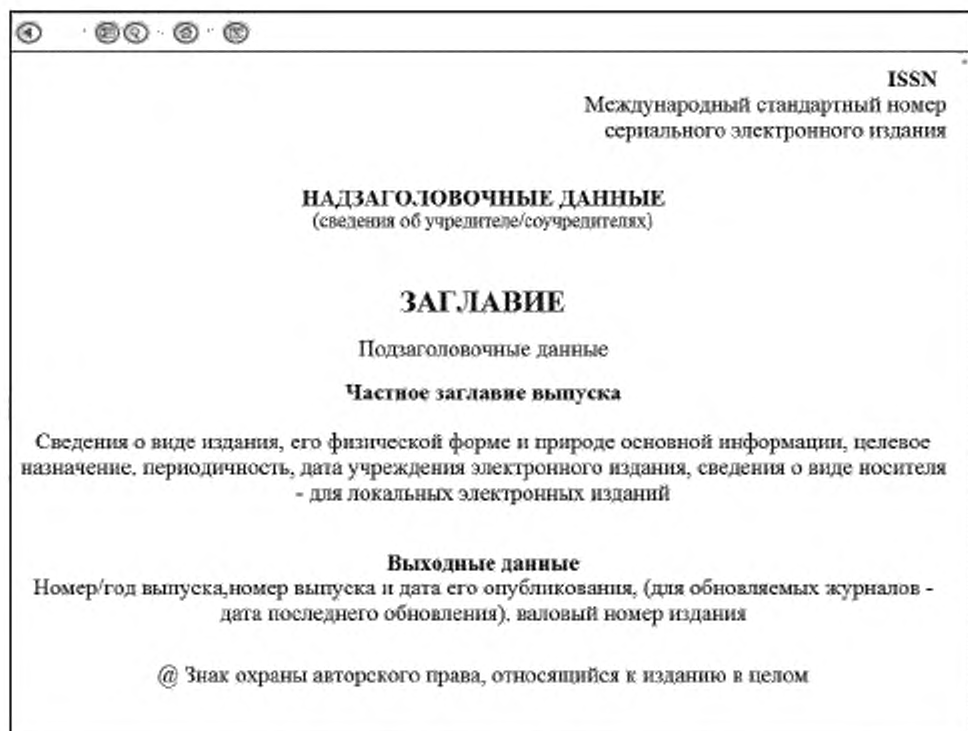 ISSN
Международный стандартный номер
сериального электронного издания
НАДЗАГОЛОВОЧНЫЕ ДАННЫЕ
(сведения об учредителе/соучредителях)
ЗАГЛАВИЕ
Подзаголовочные данные
Частное заглавие выпуска
Сведения о виде издания, его физической форме и природе основной информации, целевое
назначение, периодичность, дата учреждения электронного издания, сведения о виде носителя
- для локальных электронных изданий
Выходные данные
Номер/год выпуска,номер выпуска и дата его опубликования, (для обновляемых журналов -
дата последнего обновления), валовый номер издания
@ Знак охраны авторского права, относящийся к изданию в целом